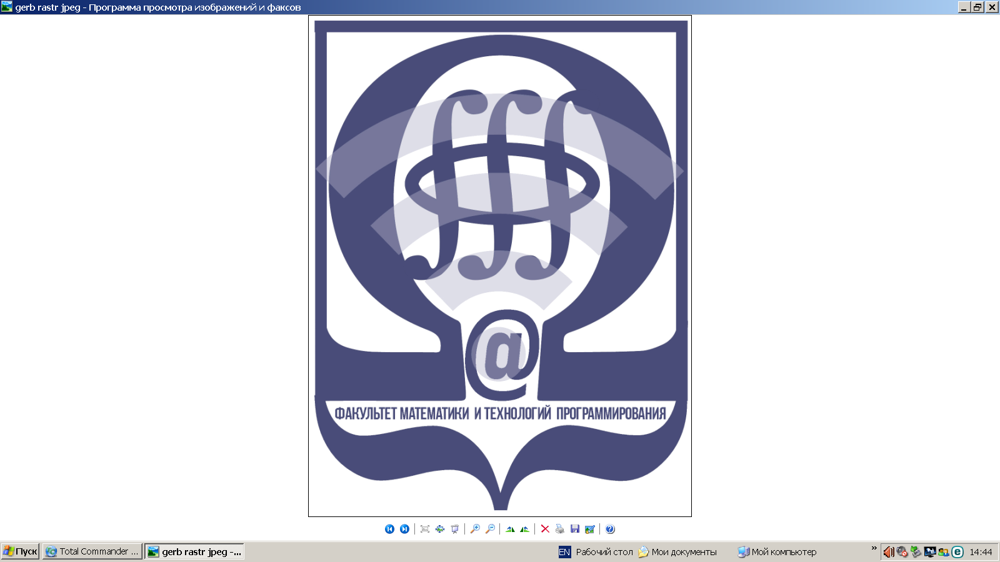 gerb rastr jpeg - Программа просмотра изображений и факсов
∭
@
ФАКУЛЬТЕТ МАТЕМАТИКИ И ТЕХНОЛОГИЙ ПРОГРАММИРОВАНИЯ
Пуск Total Commander ... gerb rastr jpeg -... EN Рабочий стол Мои документы Мой компьютер » 14:44